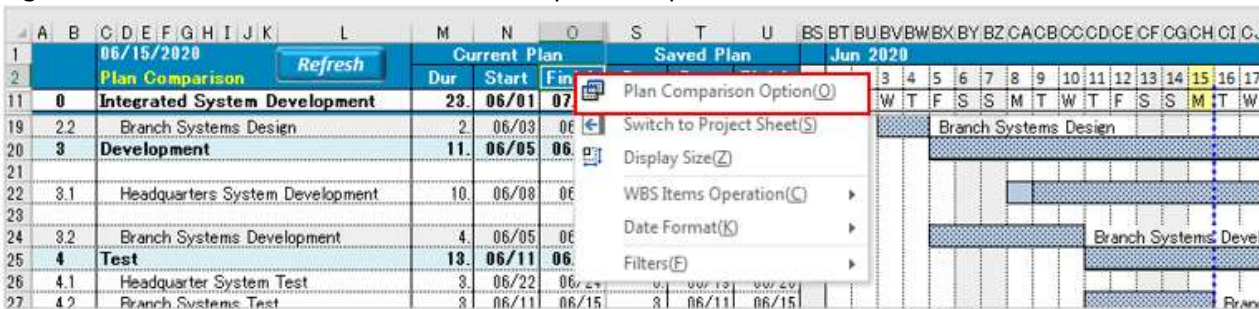 A B C D E F G H I J K L M N O S T U BS BT BU BV BW BX BY BZ CA CB CC CD CE CF CG CH CI
1 06/15/2020 Refresh Current Plan Saved Plan Jun 2020
2 Plan Comparison Dur Start 3 4 5 6 7 8 9 10 11 12 13 14 15 16 17
W T F S S M T W T F S S M T W
11 0 Integrated System Development 23. 06/01 07.
19 2.2 Branch Systems Design 2. 06/03 06 Branch Systems Design
20 3 Development 11. 06/05 06.
21
22 3.1 Headquarters System Development 10. 06/08 06
23
24 3.2 Branch Systems Development 4. 06/05 06 Branch Systems
25 4 Test 13. 06/11 06.
26 4.1 Headquarter System Test 3. 06/22 06/24
27 4.2 Branch Systems Test 3 06/11 06/15 3 06/11 06/15
Plan Comparison Option(O)
Switch to Project Sheet(S)
Display Size(Z)
WBS Items Operation(C)
Date Format(K)
Filters(F)